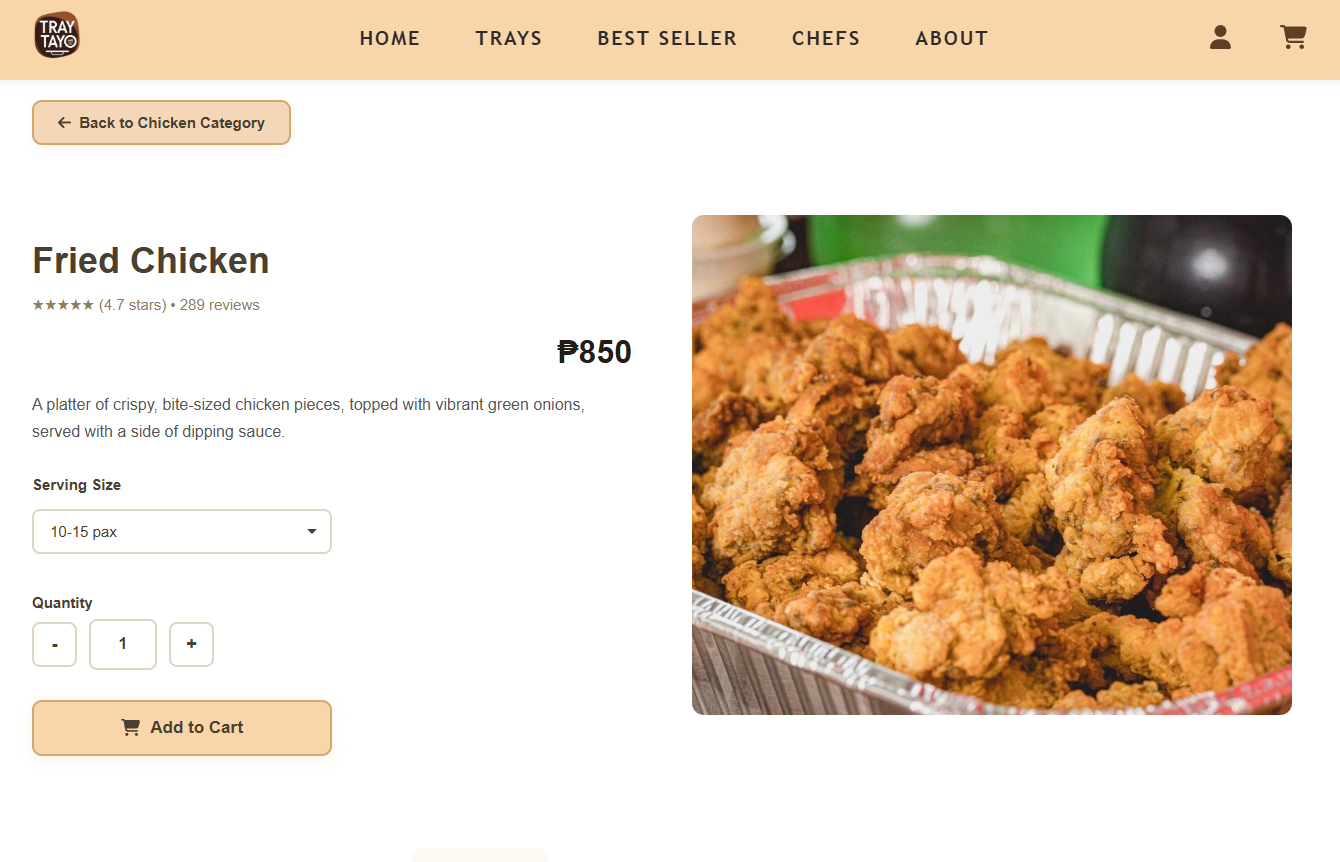 TRAY
TAYO
HOME TRAYS BEST SELLER CHEFS ABOUT
← Back to Chicken Category
Fried Chicken
★★★★★ (4.7 stars) • 289 reviews
₱850
A platter of crispy, bite-sized chicken pieces, topped with vibrant green onions,
served with a side of dipping sauce.
Serving Size
10-15 pax
Quantity
- 1 +
Add to Cart